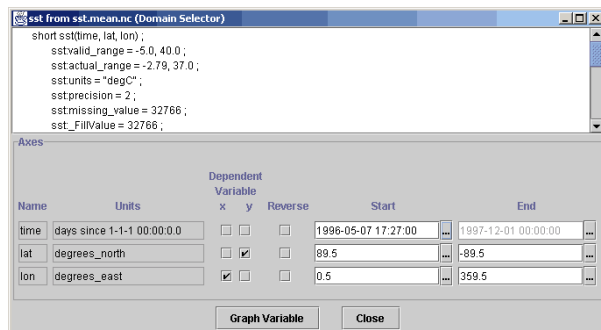 sst from sst.mean.nc (Domain Selector)
short sst(time, lat, lon) ;
sst:valid_range = -5.0, 40.0 ;
sst:actual_range = -2.79, 37.0 ;
sst:units = "degC" ;
sst:precision = 2 ;
sst:missing_value = 32766 ;
sst:_FillValue = 32766 ;
Axes
Dependent
Variable
Name Units x y Reverse Start End
time days since 1-1-1 00:00:0.0 1996-05-07 17:27:00 ... 1997-12-01 00:00:00 ...
lat degrees_north 89.5 ... -89.5 ...
lon degrees_east 0.5 ... 359.5 ...
Graph Variable Close